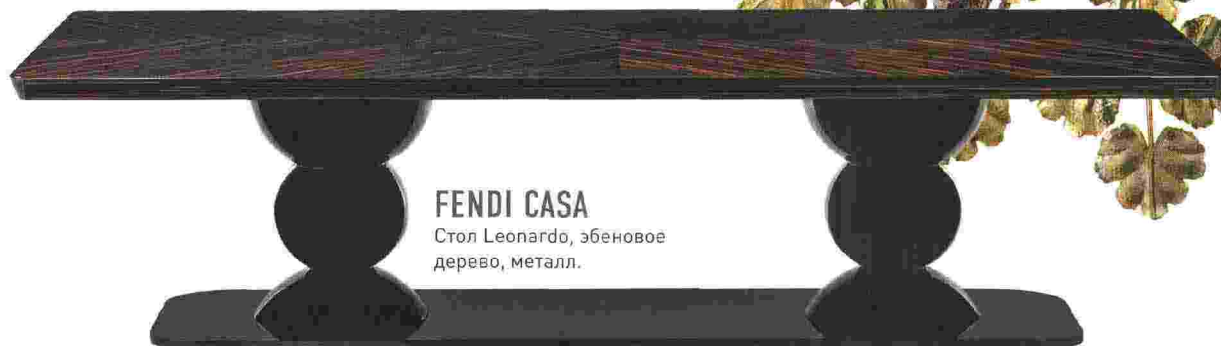 FENDI CASA
Стол Leonardo, эбеновое
дерево, металл.